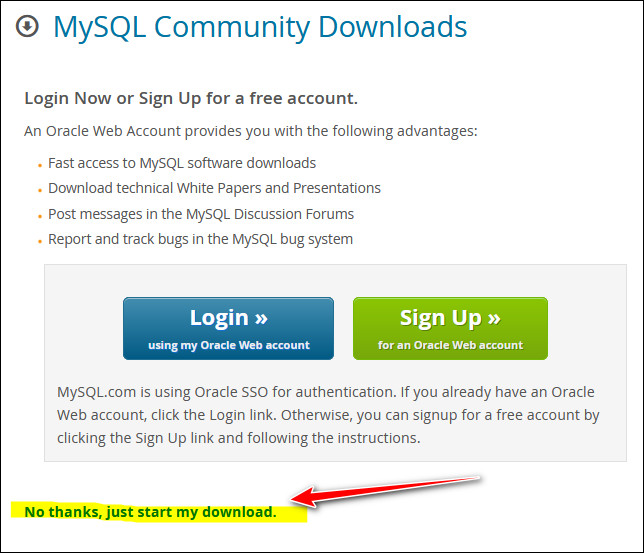 MySQL Community Downloads
Login Now or Sign Up for a free account.
An Oracle Web Account provides you with the following advantages:
Fast access to MySQL software downloads
Download technical White Papers and Presentations
Post messages in the MySQL Discussion Forums
Report and track bugs in the MySQL bug system
Login »
using my Oracle Web account
Sign Up »
for an Oracle Web account
MySQL.com is using Oracle SSO for authentication. If you already have an Oracle
Web account, click the Login link. Otherwise, you can signup for a free account by
clicking the Sign Up link and following the instructions.
No thanks, just start my download.